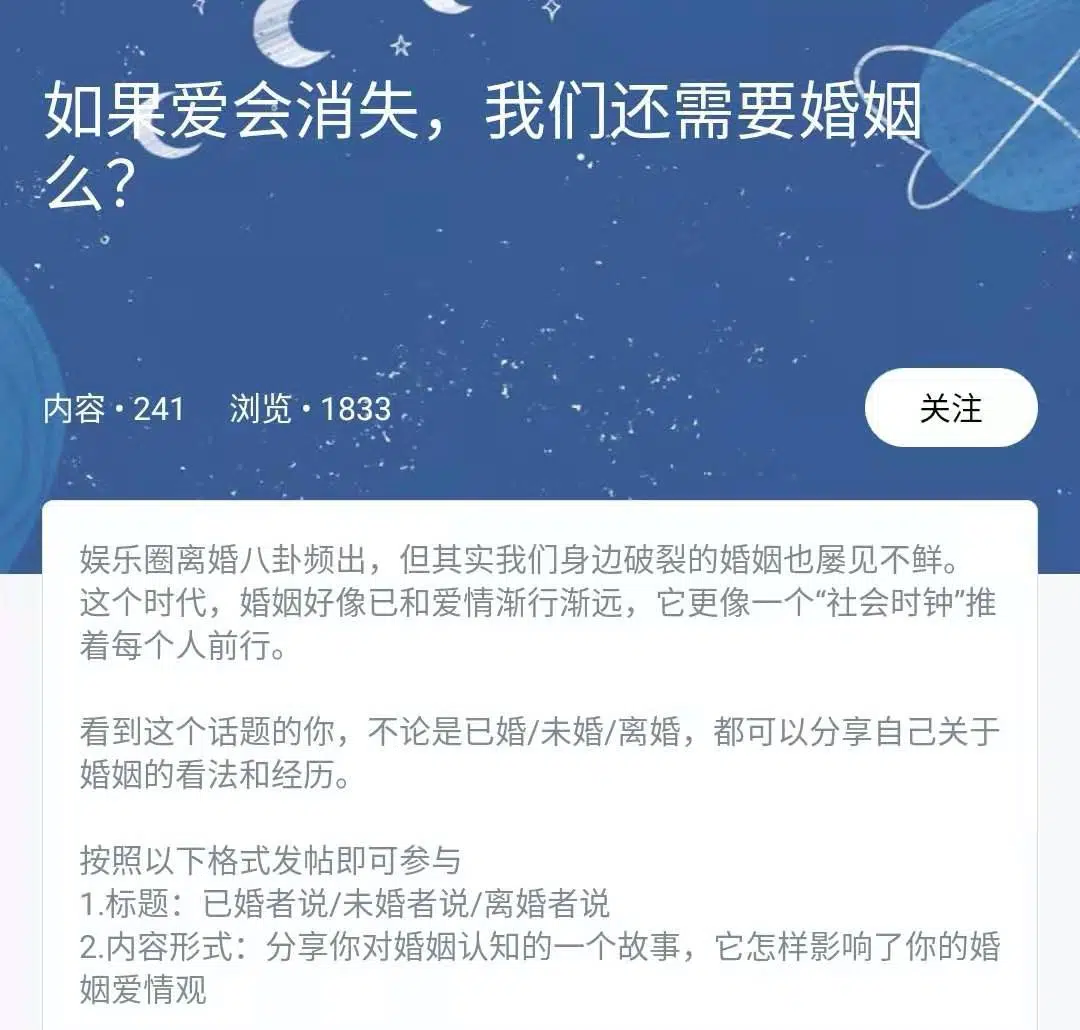 如果爱会消失，我们还需要婚姻
么？
内容 • 241 浏览 • 1833
关注
娱乐圈离婚八卦频出，但其实我们身边破裂的婚姻也屡见不鲜。
这个时代，婚姻好像已和爱情渐行渐远，它更像一个“社会时钟”推
着每个人前行。
看到这个话题的你，不论是已婚/未婚/离婚，都可以分享自己关于
婚姻的看法和经历。
按照以下格式发帖即可参与
1.标题：已婚者说/未婚者说/离婚者说
2.内容形式：分享你对婚姻认知的一个故事，它怎样影响了你的婚
姻爱情观